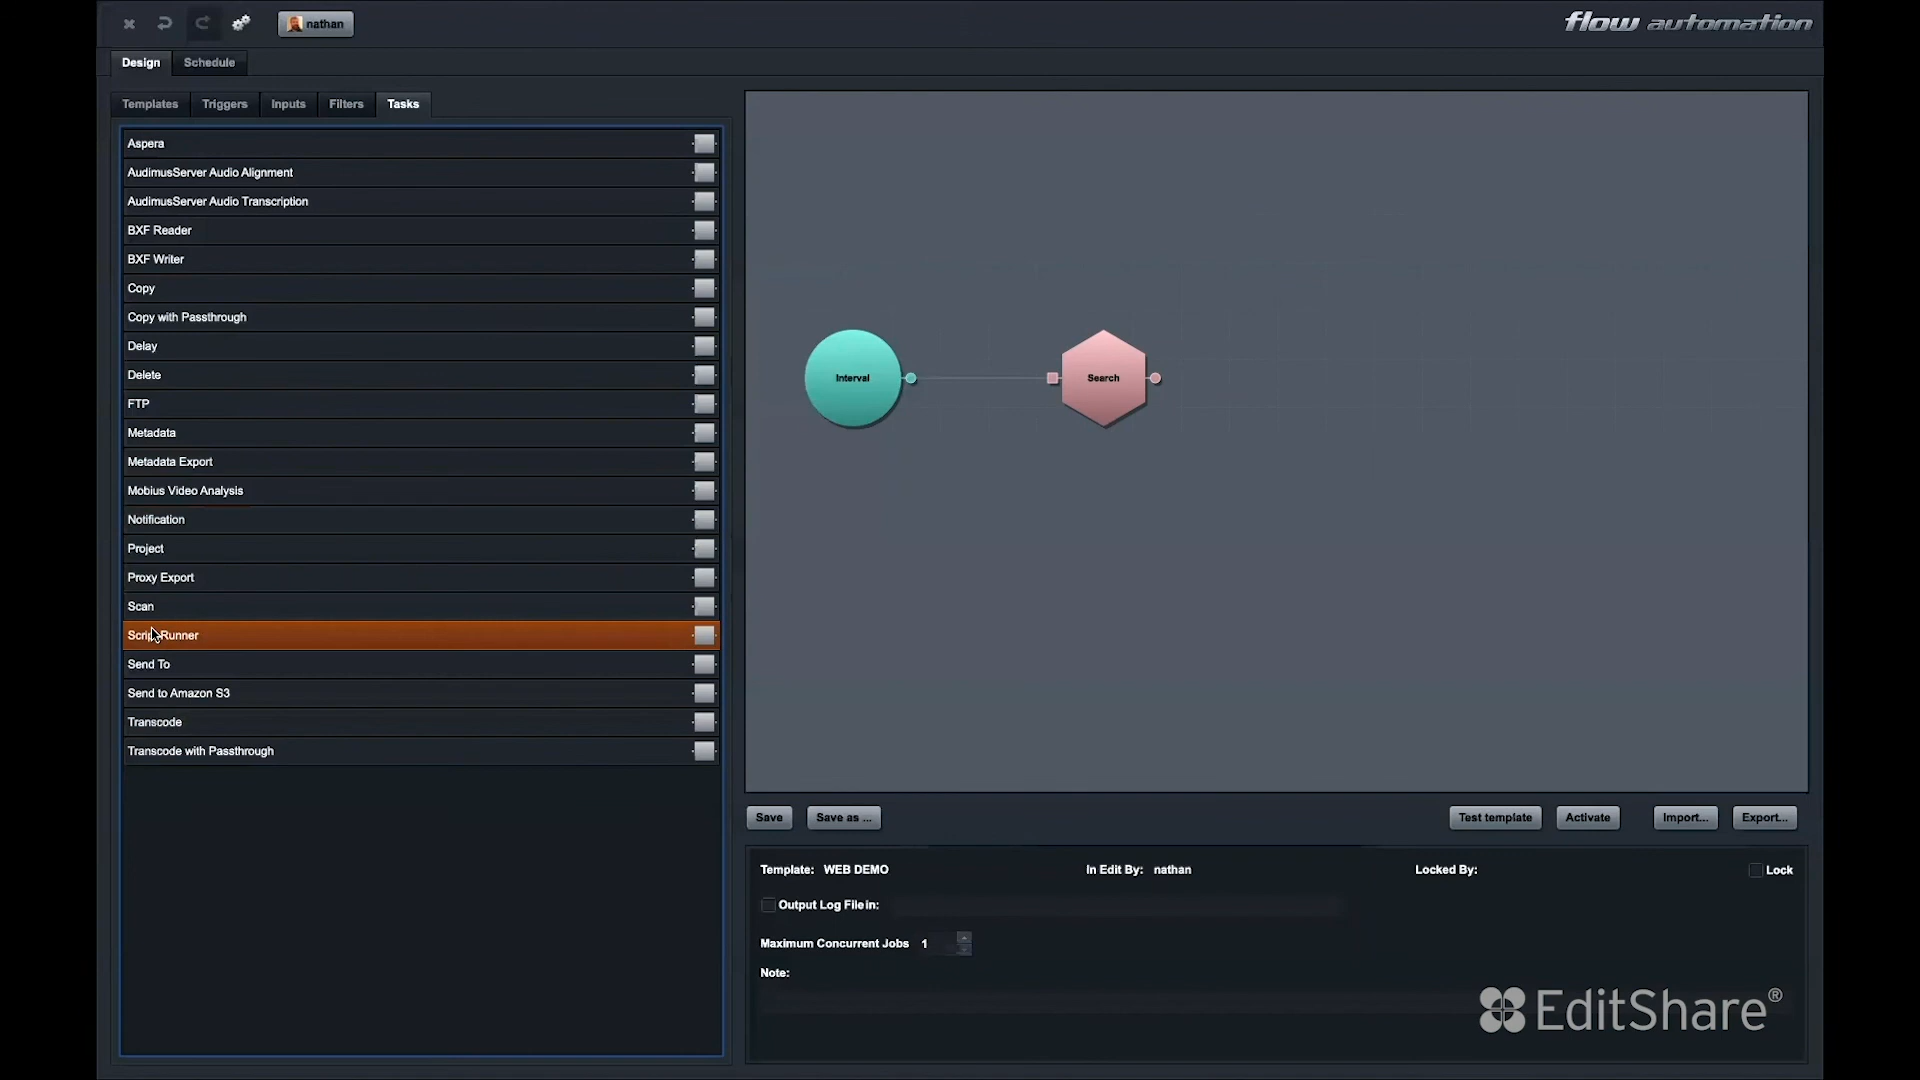 nathan
flow automation
Design
Schedule
Templates
Triggers
Inputs
Filters
Tasks
Aspera
AudimusServer Audio Alignment
AudimusServer Audio Transcription
BXF Reader
BXF Writer
Copy
Copy with Passthrough
Delay
Delete
FTP
Metadata
Metadata Export
Mobius Video Analysis
Notification
Project
Proxy Export
Scan
Script Runner
Send To
Send to Amazon S3
Transcode
Transcode with Passthrough
Interval
Search
Save
Save as ...
Test template
Activate
Import...
Export...
Template: WEB DEMO
In Edit By: nathan
Locked By:
Lock
Output Log File in:
Maximum Concurrent Jobs 1
Note:
EditShare®